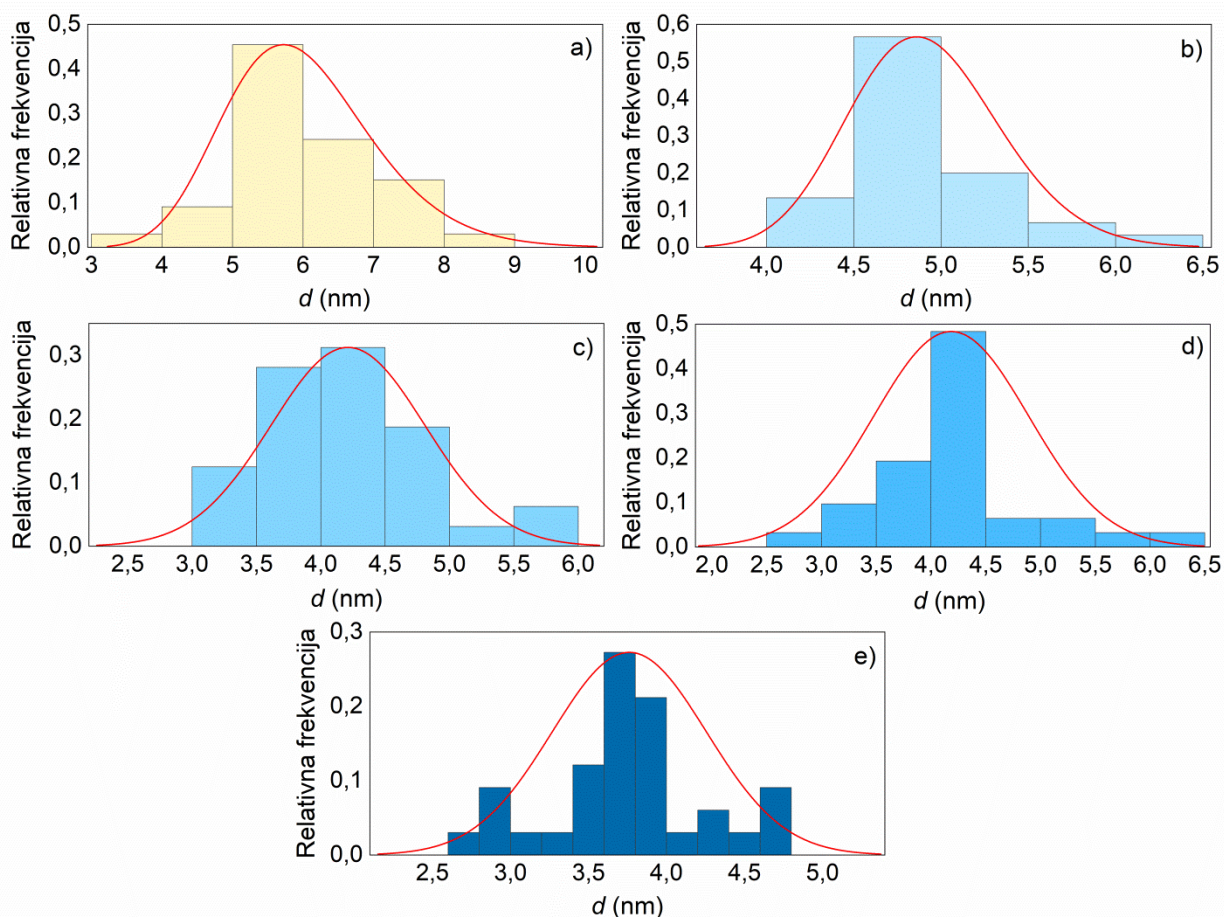 a)
Relativna frekvencija
0,5
0,4
0,3
0,2
0,1
0,0
3 4 5 6 7 8 9 10
d (nm)
b)
Relativna frekvencija
0,6
0,5
0,4
0,3
0,2
0,1
0,0
4,0 4,5 5,0 5,5 6,0 6,5
d (nm)
c)
Relativna frekvencija
0,3
0,2
0,1
0,0
2,5 3,0 3,5 4,0 4,5 5,0 5,5 6,0
d (nm)
d)
Relativna frekvencija
0,5
0,4
0,3
0,2
0,1
0,0
2,0 2,5 3,0 3,5 4,0 4,5 5,0 5,5 6,0 6,5
d (nm)
e)
Relativna frekvencija
0,3
0,2
0,1
0,0
2,5 3,0 3,5 4,0 4,5 5,0
d (nm)